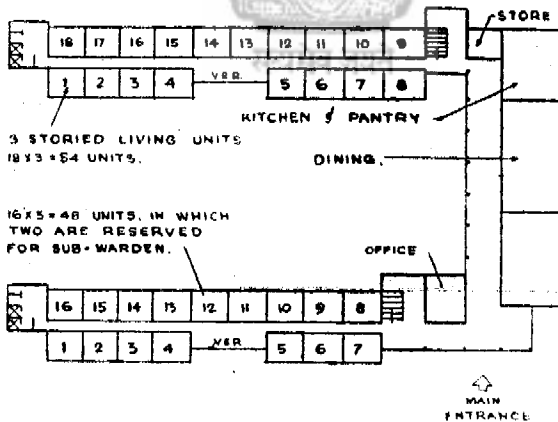 STORE
18 17 16 15 14 13 12 11 10 9
1 2 3 4 VER. 5 6 7 8
KITCHEN & PANTRY
3 STORIED LIVING UNITS
18X3=54 UNITS.
DINING.
16X3=48 UNITS. IN WHICH
TWO ARE RESERVED
FOR SUB-WARDEN.
OFFICE
16 15 14 13 12 11 10 9 8
1 2 3 4 VER 5 6 7
MAIN
ENTRANCE